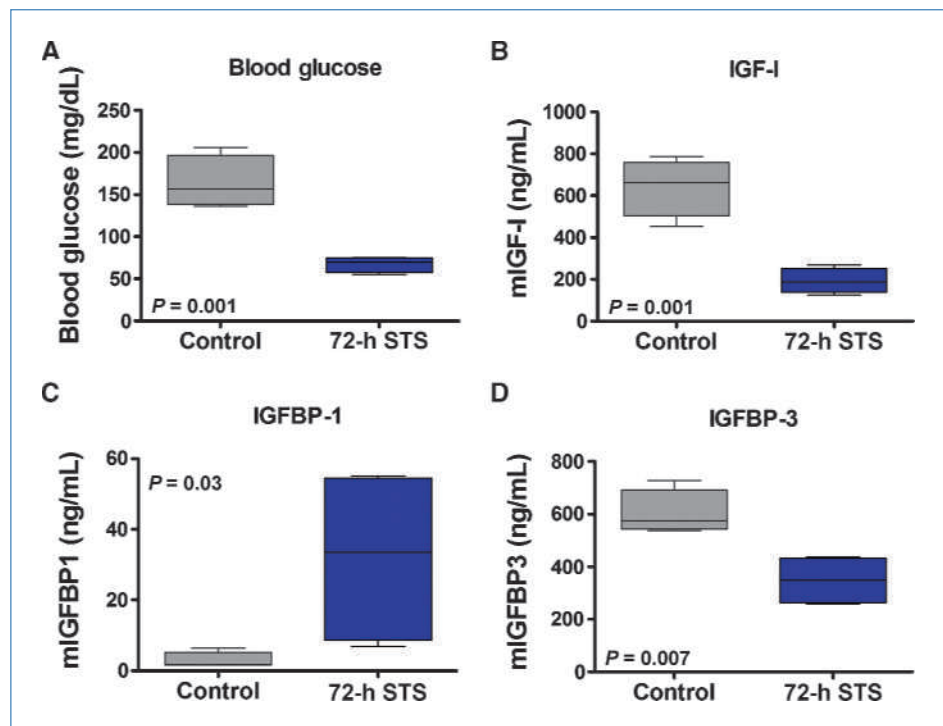 A
Blood glucose
Blood glucose (mg/dL)
250
200
150
100
50
0
P = 0.001
Control
72-h STS
B
IGF-I
mIGF-I (ng/mL)
1000
800
600
400
200
0
P = 0.001
Control
72-h STS
C
IGFBP-1
mIGFBP1 (ng/mL)
60
40
20
0
P = 0.03
Control
72-h STS
D
IGFBP-3
mIGFBP3 (ng/mL)
800
600
400
200
0
P = 0.007
Control
72-h STS